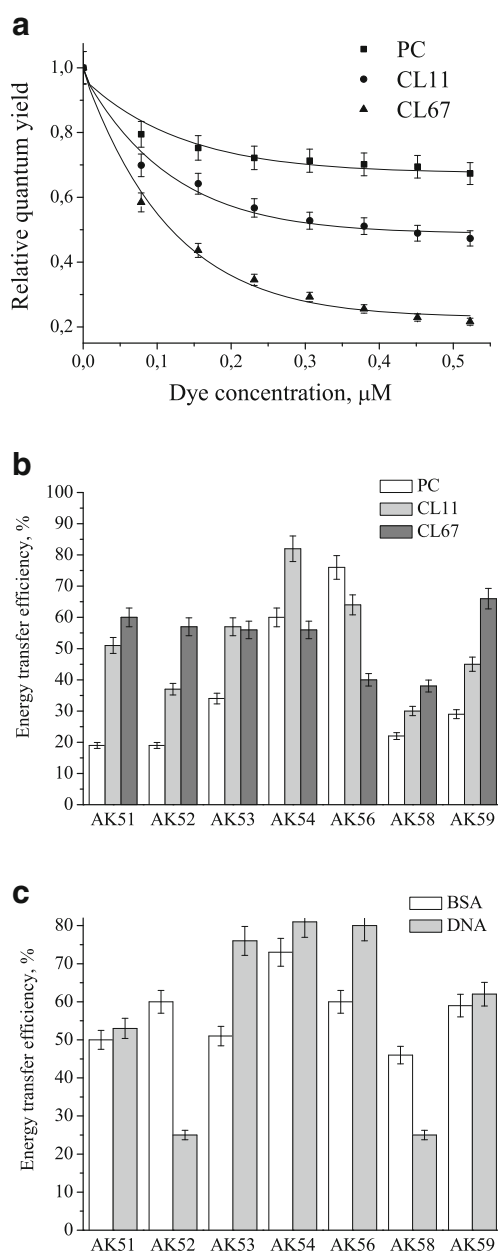 a
PC
CL11
CL67
Relative quantum yield
1,0
0,8
0,6
0,4
0,2
0,0 0,1 0,2 0,3 0,4 0,5
Dye concentration, μM
b
PC
CL11
CL67
Energy transfer efficiency, %
100
90
80
70
60
50
40
30
20
10
0
AK51 AK52 AK53 AK54 AK56 AK58 AK59
c
BSA
DNA
Energy transfer efficiency, %
80
70
60
50
40
30
20
10
0
AK51 AK52 AK53 AK54 AK56 AK58 AK59